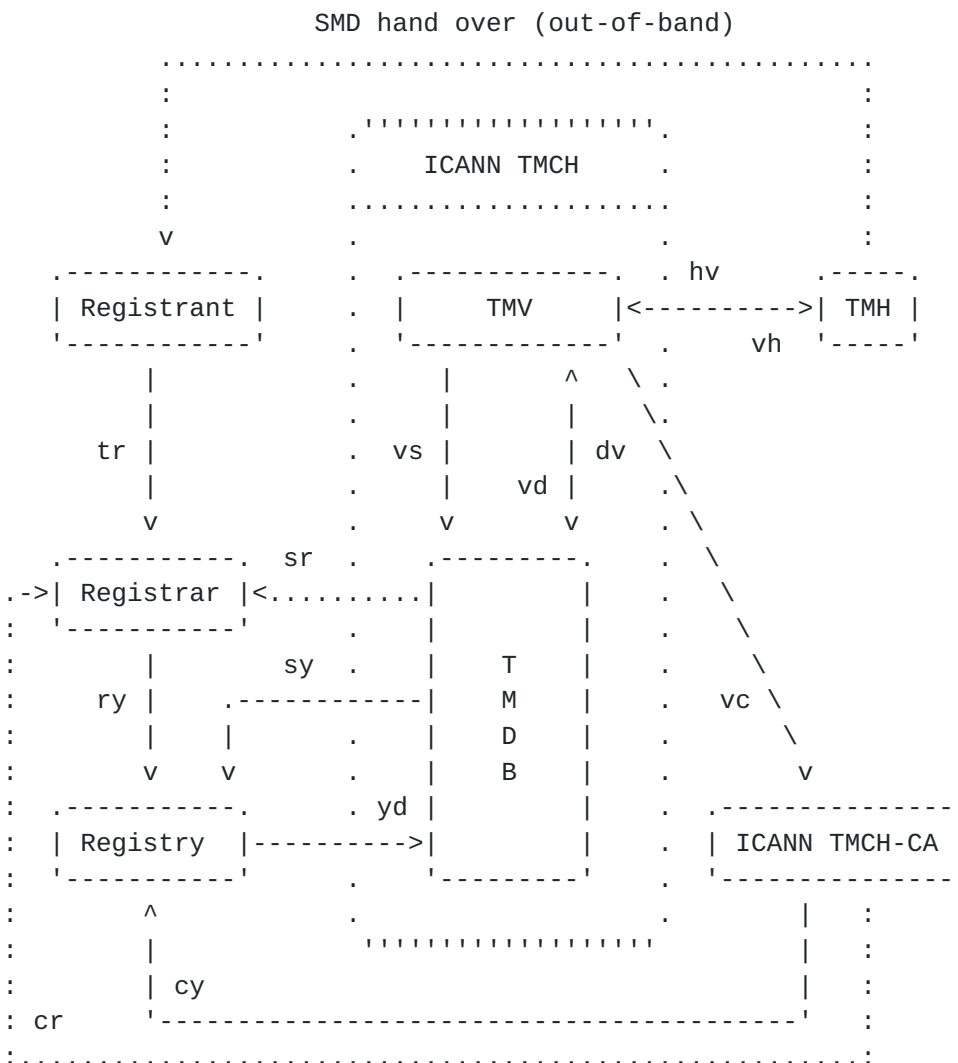 SMD hand over (out-of-band)
ICANN TMCH
hv
Registrant TMV TMH
vh
tr vs dv
vd
sr
Registrar
sy T
ry M vc
D
B
yd
Registry ICANN TMCH-CA
cy
cr